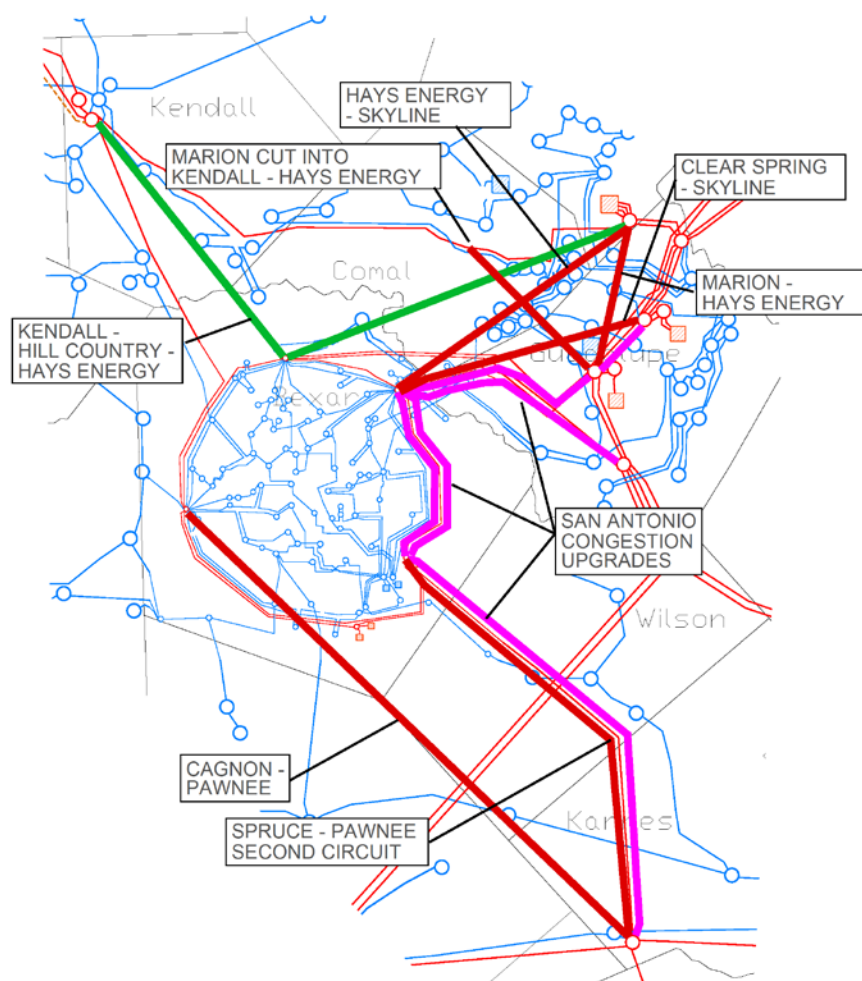 Kendall
HAYS ENERGY
- SKYLINE
MARION CUT INTO
KENDALL - HAYS ENERGY
CLEAR SPRING
- SKYLINE
Comal
MARION -
HAYS ENERGY
KENDALL -
HILL COUNTRY -
HAYS ENERGY
Guadalupe
Bexar
SAN ANTONIO
CONGESTION
UPGRADES
Wilson
CAGNON -
PAWNEE
SPRUCE - PAWNEE
SECOND CIRCUIT
Karnes